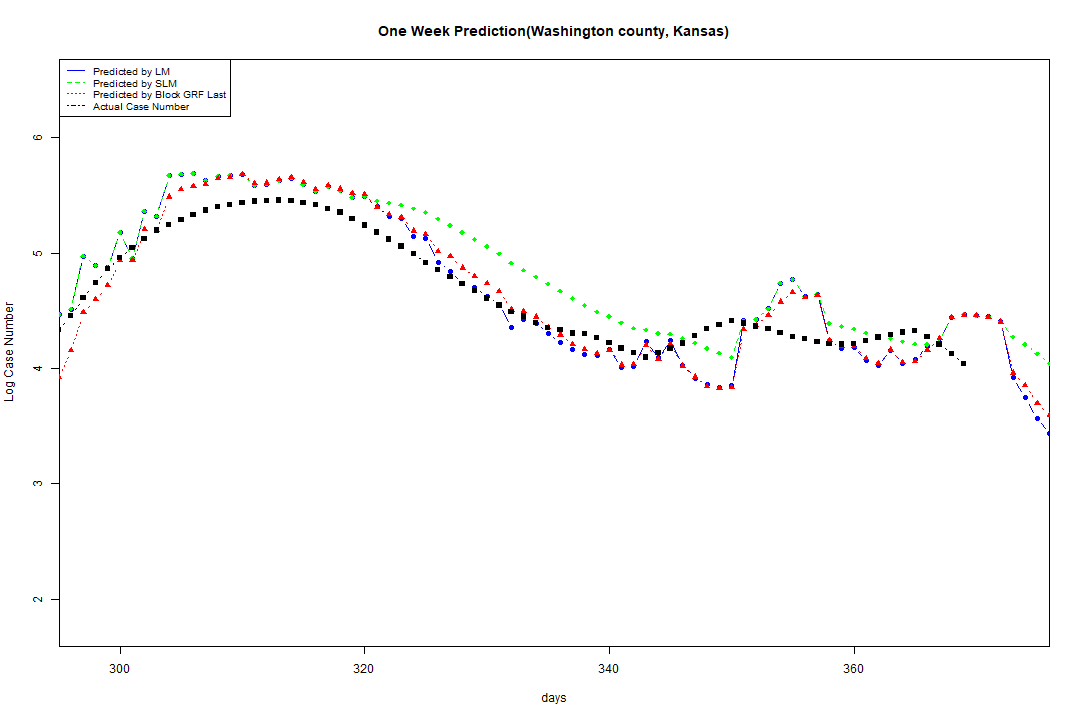 One Week Prediction(Washington county, Kansas)
Predicted by LM
Predicted by SLM
Predicted by Block GRF Last
Actual Case Number
6
5
4
3
2
Log Case Number
300 320 340 360
days